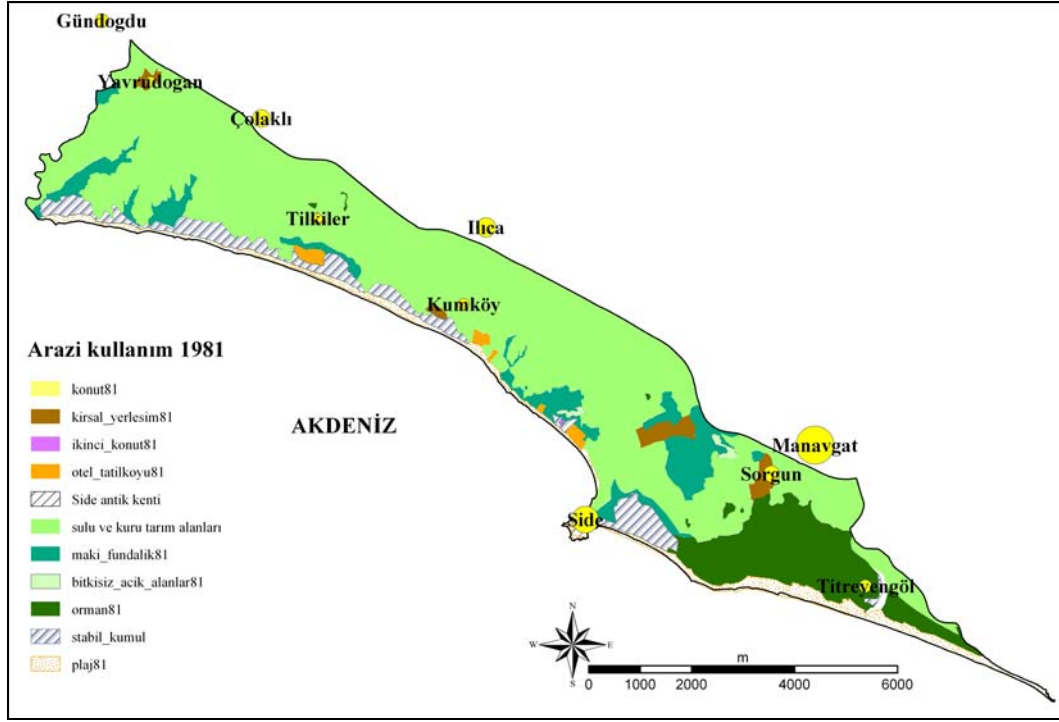 Gündogdu
Yavrudogan
Çolaklı
Tilkiler
Ilıca
Kumköy
Arazi kullanım 1981
konut81
kirsal_yerlesim81
ikinci_konut81
otel_tatilkoyu81
Side antik kenti
sulu ve kuru tarım alanları
maki_fundalik81
bitkisiz_acik_alanlar81
orman81
stabil_kumul
plaj81
AKDENİZ
Manavgat
Sorgun
Side
Titreyengöl
N
W E
S
m
0 1000 2000 4000 6000